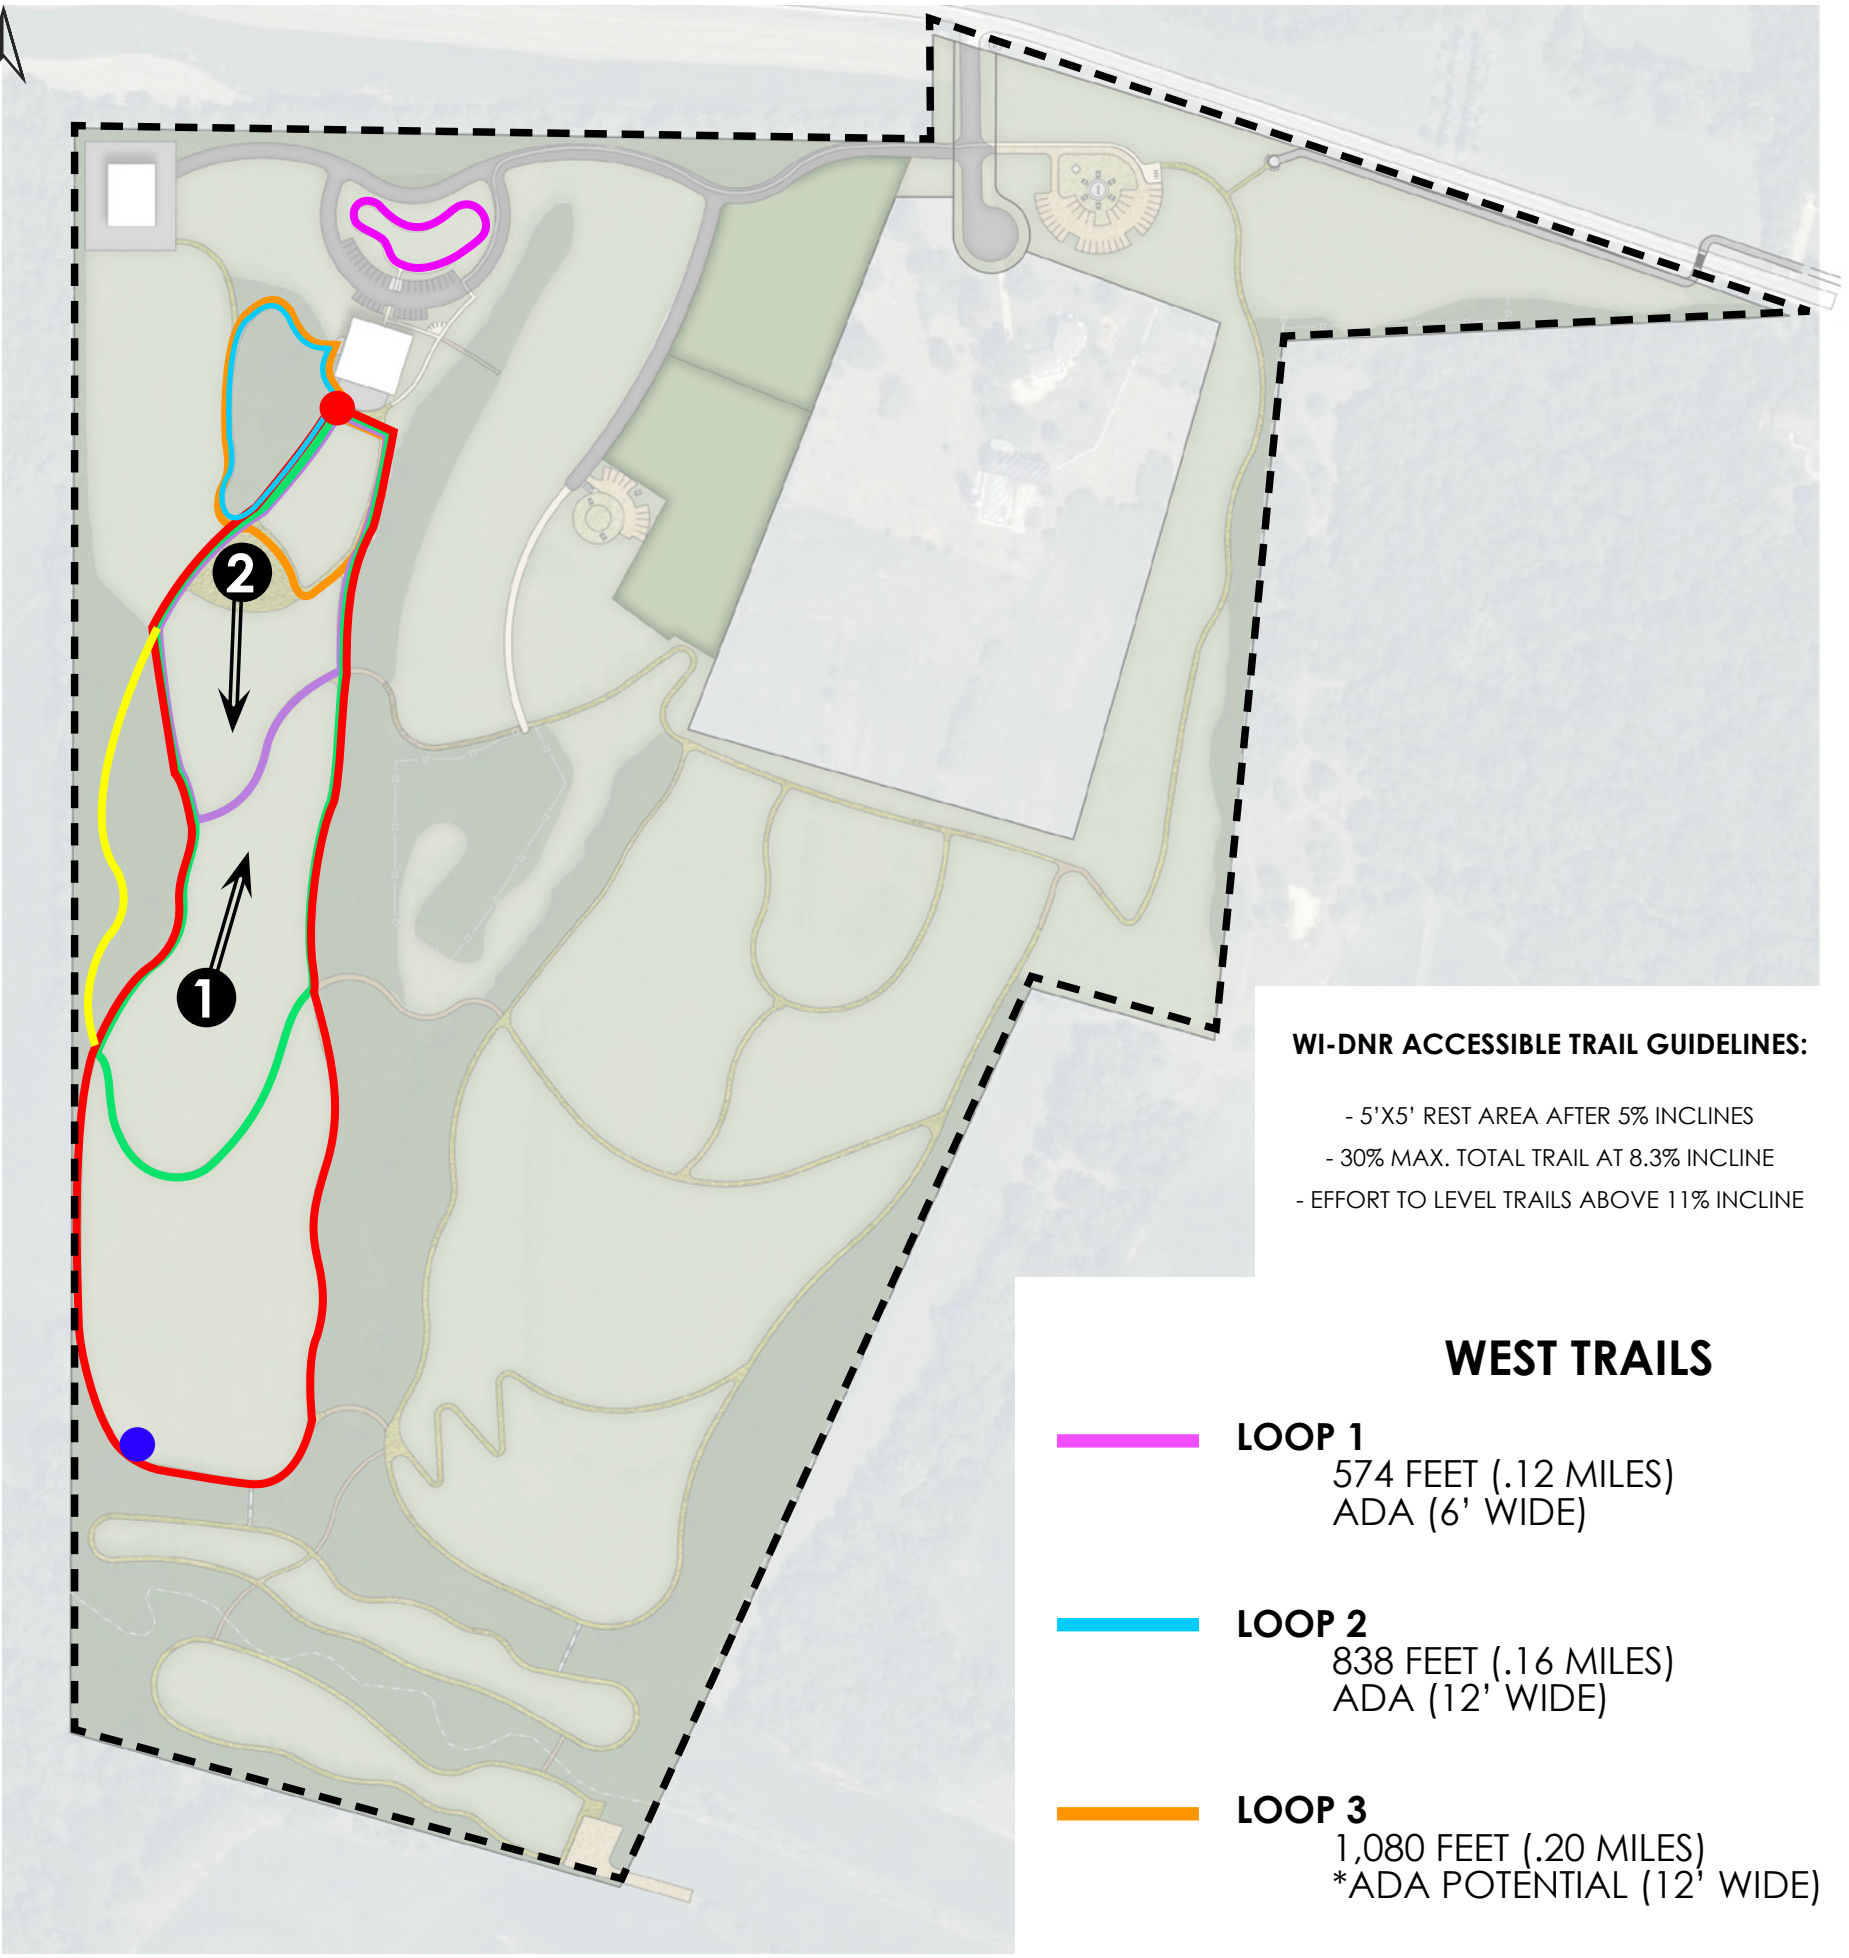 2
1
WI-DNR ACCESSIBLE TRAIL GUIDELINES:
- 5’X5’ REST AREA AFTER 5% INCLINES
- 30% MAX. TOTAL TRAIL AT 8.3% INCLINE
- EFFORT TO LEVEL TRAILS ABOVE 11% INCLINE
WEST TRAILS
LOOP 1
574 FEET (.12 MILES)
ADA (6’ WIDE)
LOOP 2
838 FEET (.16 MILES)
ADA (12’ WIDE)
LOOP 3
1,080 FEET (.20 MILES)
*ADA POTENTIAL (12’ WIDE)